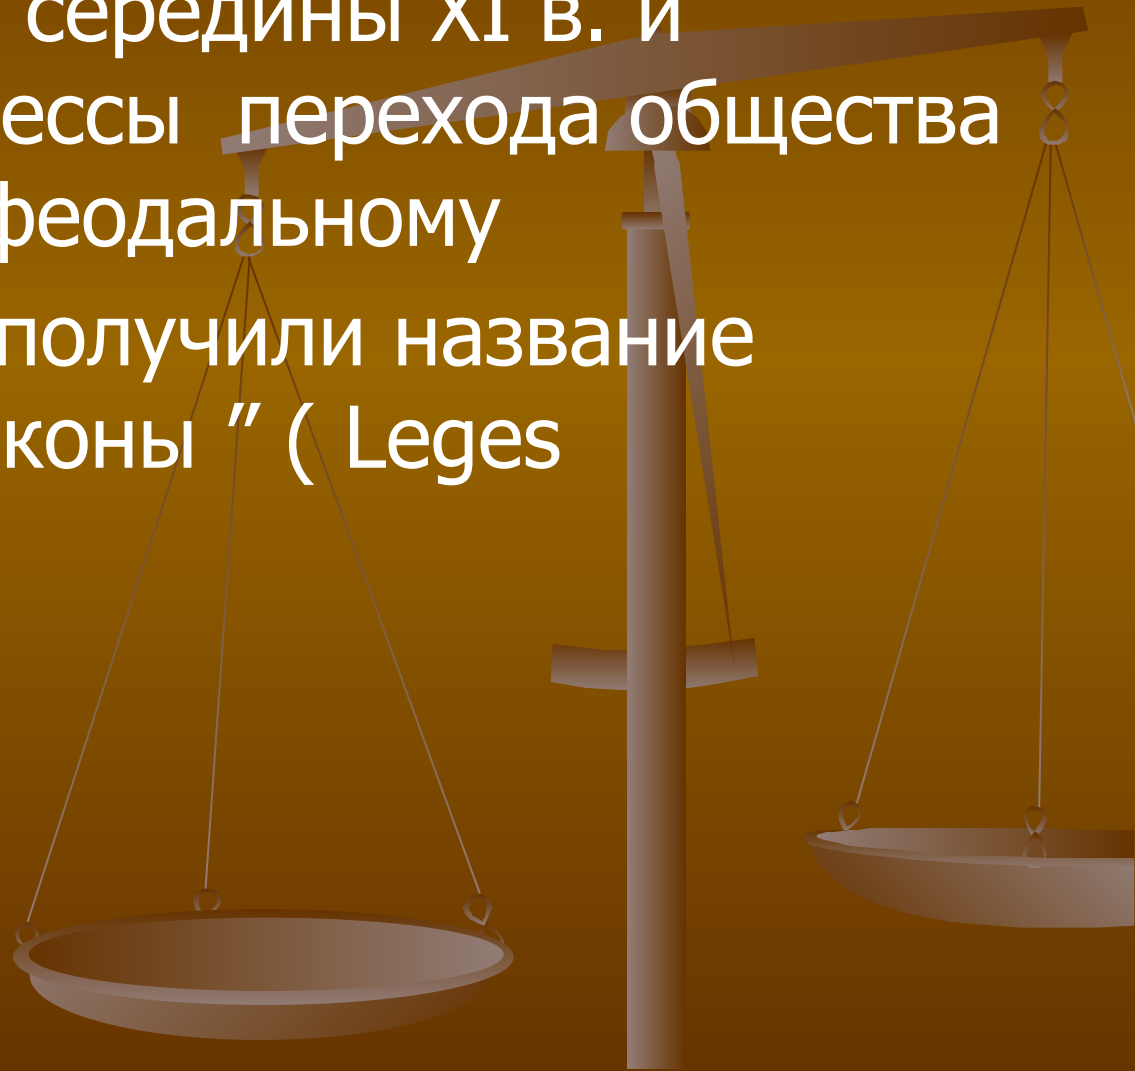 середины XI в. и
ессы перехода общества
феодальному
получили название
коны ” ( Leges